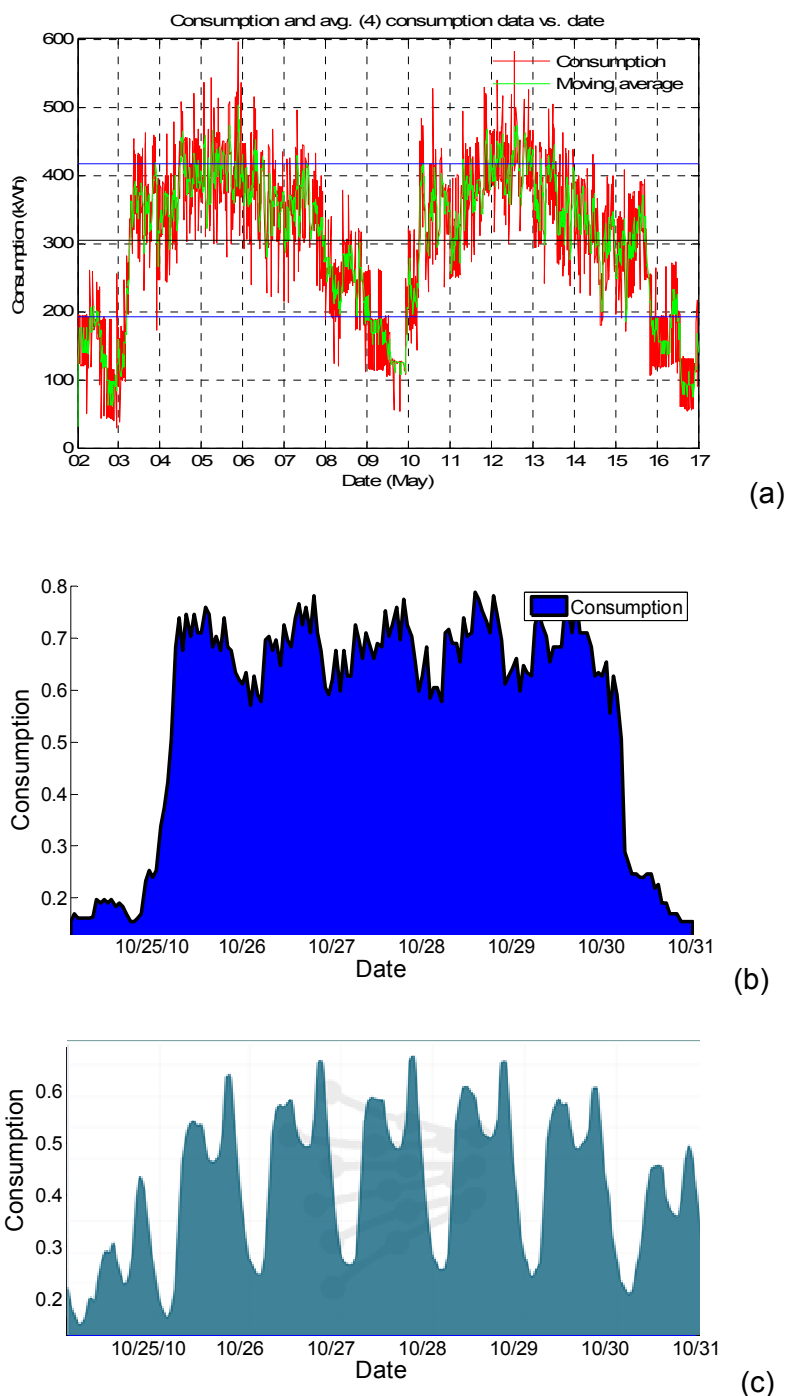 Consumption and avg. (4) consumption data vs. date
600
500
400
300
200
100
0
Consumption (kWh)
Consumption
Moving average
02 03 04 05 06 07 08 09 10 11 12 13 14 15 16 17
Date (May)
(a)
0.8
0.7
0.6
0.5
0.4
0.3
0.2
Consumption
Consumption
10/25/10 10/26 10/27 10/28 10/29 10/30 10/31
Date
(b)
0.6
0.5
0.4
0.3
0.2
Consumption
10/25/10 10/26 10/27 10/28 10/29 10/30 10/31
Date
(c)